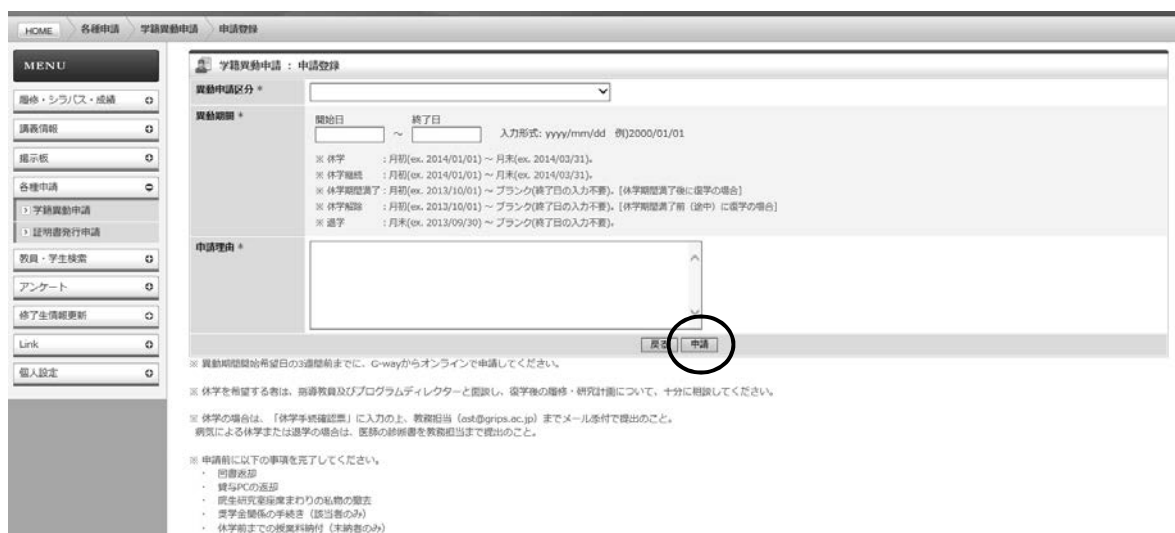 HOME 各種申請 学籍異動申請 申請登録
MENU
履修・シラバス・成績
講義情報
掲示板
各種申請
学籍異動申請
証明書発行申請
教員・学生検索
アンケート
修了生情報更新
Link
個人設定
学籍異動申請 : 申請登録
異動申請区分 *
異動期間 *
開始日 終了日
～ 入力形式: yyyy/mm/dd 例)2000/01/01
※ 休学 : 月初(ex. 2014/01/01) ～ 月末(ex. 2014/03/31)。
※ 休学継続 : 月初(ex. 2014/01/01) ～ 月末(ex. 2014/03/31)。
※ 休学期間満了 : 月初(ex. 2013/10/01) ～ ブランク(終了日の入力不要)。[休学期間満了後に復学の場合]
※ 休学解除 : 月初(ex. 2013/10/01) ～ ブランク(終了日の入力不要)。[休学期間満了前（途中）に復学の場合]
※ 退学 : 月末(ex. 2013/09/30) ～ ブランク(終了日の入力不要)。
申請理由 *
戻る 申請
※ 異動期間開始希望日の3週間前までに、G-wayからオンラインで申請してください。
※ 休学を希望する者は、指導教員及びプログラムディレクターと面談し、復学後の履修・研究計画について、十分に相談してください。
※ 休学の場合は、「休学手続確認票」に入力の上、教務担当（ast@grips.ac.jp）までメール添付で提出のこと。
病気による休学または退学の場合は、医師の診断書を教務担当まで提出のこと。
※ 申請前に以下の事項を完了してください。
・ 図書返却
・ 貸与PCの返却
・ 院生研究室座席まわりの私物の撤去
・ 奨学金関係の手続き（該当者のみ）
・ 休学前までの授業料納付（未納者のみ）